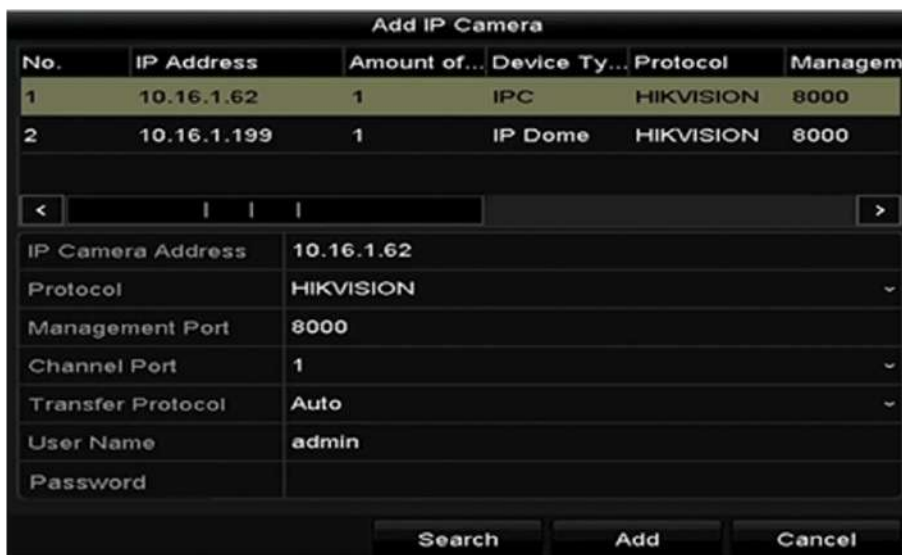 Add IP Camera
No. IP Address Amount of... Device Ty... Protocol Managem
1 10.16.1.62 1 IPC HIKVISION 8000
2 10.16.1.199 1 IP Dome HIKVISION 8000
< >
IP Camera Address 10.16.1.62
Protocol HIKVISION
Management Port 8000
Channel Port 1
Transfer Protocol Auto
User Name admin
Password
Search Add Cancel